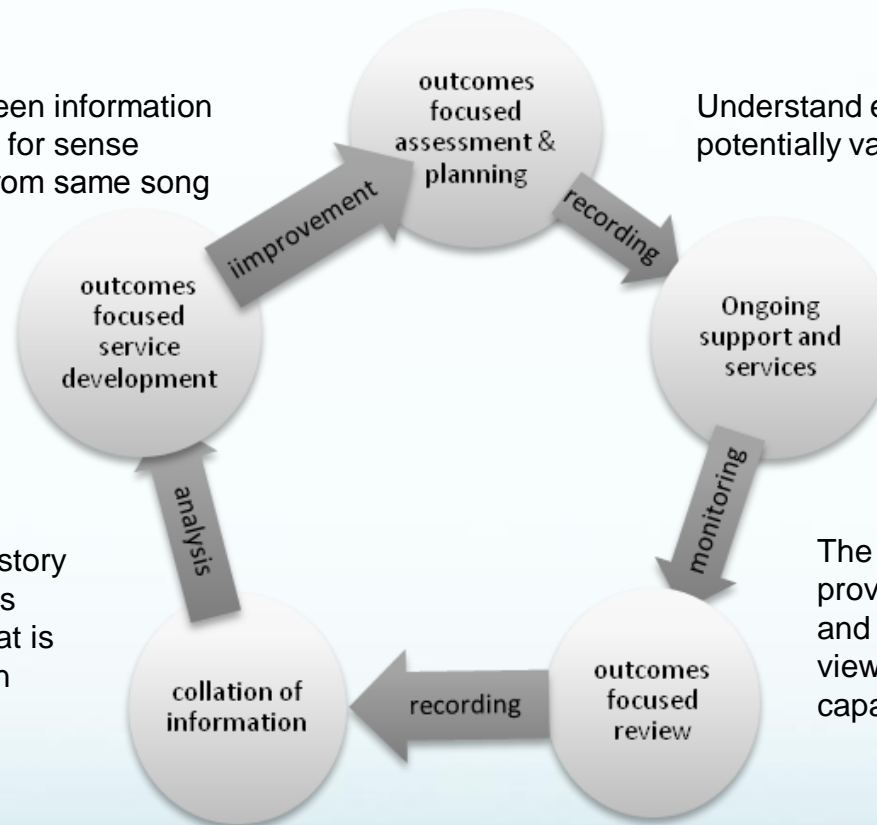 outcomes
focused
assessment &
planning
een information
for sense
rom same song
Understand e
potentially va
iimprovement
recording
outcomes
focused
service
development
Ongoing
support and
services
analysis
monitoring
story
s
at is
n
The
prov
and
view
capa
collation of
information
recording
outcomes
focused
review